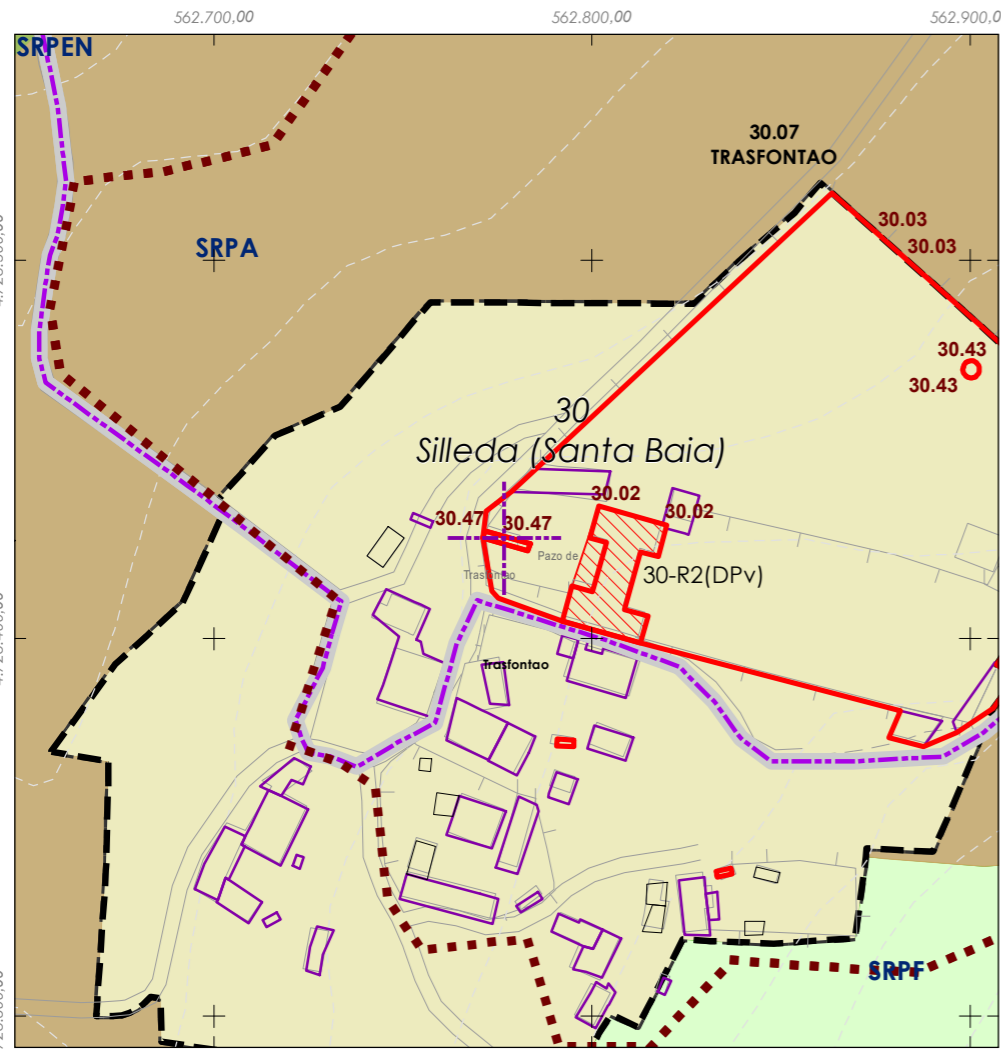 562.700,00
562.800,00
562.900,0
SRPEN
30.07
TRASFONTAO
30.03
30.03
SRPA
30.43
30.43
30
Silleda (Santa Baia)
30.02
30.02
30.47
30.47
Pazo de
Trasfontao
30-R2(DPv)
Trasfontao
SRPF